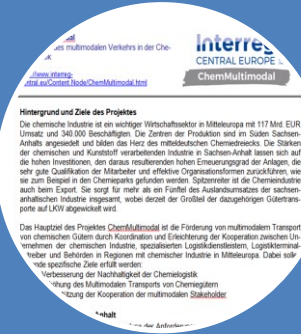 Interreg
CENTRAL EUROPE
ChemMultimodal
des multimodalen Verkehrs in der Che-
//www.interreg-
ntral.eu/Content.Node/ChemMultimodal.html
Hintergrund und Ziele des Projektes
Die chemische Industrie ist ein wichtiger Wirtschaftssektor in Mitteleuropa mit 117 Mrd. EUR
Umsatz und 340.000 Beschäftigten. Die Zentren der Produktion sind im Süden Sachsen-
Anhalts angesiedelt und bilden das Herz des mitteldeutschen Chemiedreiecks. Die Stärken
der chemischen und Kunststoff verarbeitenden Industrie in Sachsen-Anhalt lassen sich auf
die hohen Investitionen, den daraus resultierenden hohen Erneuerungsgrad der Anlagen, die
sehr gute Qualifikation der Mitarbeiter und effektive Organisationsformen zurückführen, wie
sie zum Beispiel in den Chemieparks gefunden werden. Spitzenreiter ist die Chemieindustrie
auch beim Export. Sie sorgt für mehr als ein Fünftel des Auslandsumsatzes der sachsen-
anhaltischen Industrie insgesamt, wobei derzeit der Großteil der dazugehörigen Gütertrans-
porte auf LKW abgewickelt wird.
Das Hauptziel des Projektes ChemMultimodal ist die Förderung von multimodalem Transport
von chemischen Gütern durch Koordination und Erleichterung der Kooperation zwischen Un-
ternehmen der chemischen Industrie, spezialisierten Logistikdienstleistern, Logistikterminal-
treiber und Behörden in Regionen mit chemischer Industrie in Mitteleuropa. Dabei solle
nde spezifische Ziele erfüllt werden:
Verbesserung der Nachhaltigkeit der Chemielogistik
höhung des Multimodalen Transports von Chemiegütern
tzung der Kooperation der multimodalen Stakeholder
nhalt